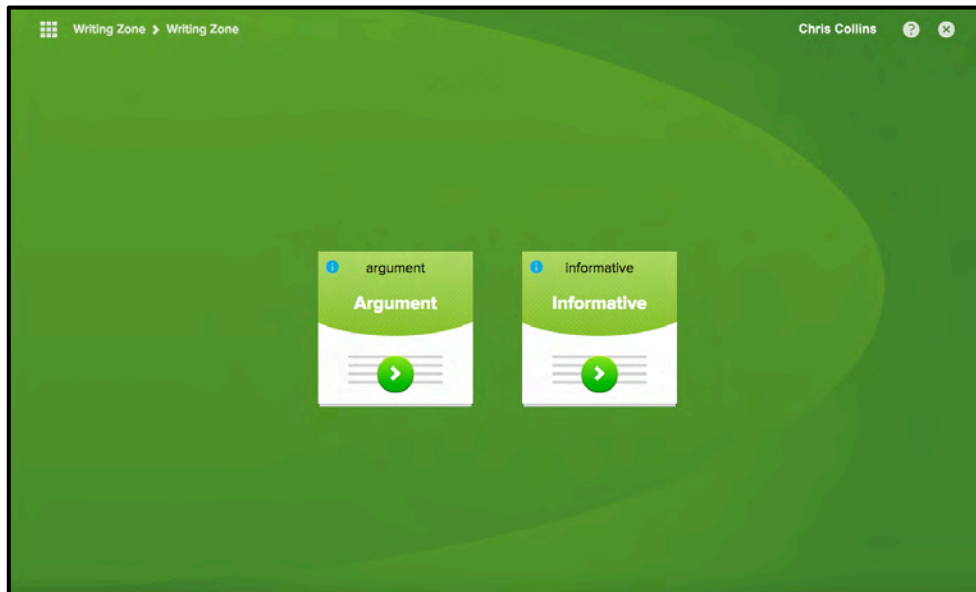 Writing Zone > Writing Zone
Chris Collins
?
argument
informative
Argument
Informative